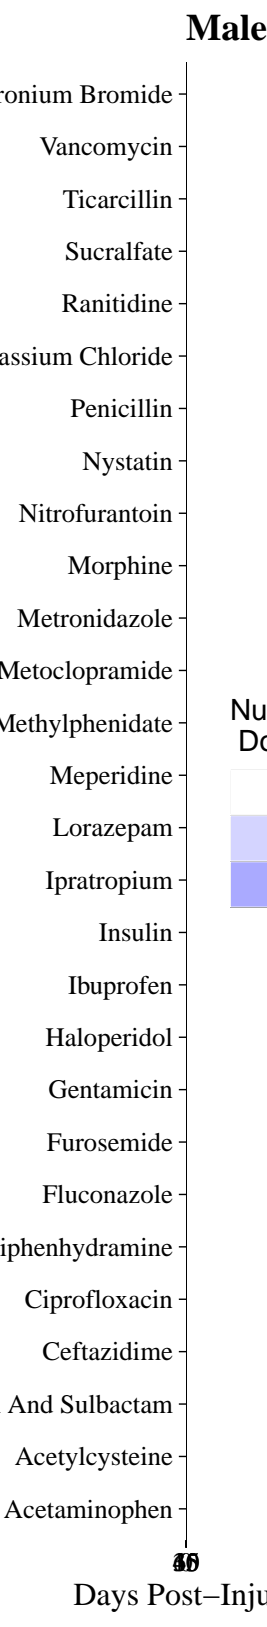 Male
ronium Bromide
Vancomycin
Ticarcillin
Sucralfate
Ranitidine
assium Chloride
Penicillin
Nystatin
Nitrofurantoin
Morphine
Metronidazole
Metoclopramide
Nu
Methylphenidate
Do
Meperidine
Lorazepam
Ipratropium
Insulin
Ibuprofen
Haloperidol
Gentamicin
Furosemide
Fluconazole
iphenhydramine
Ciprofloxacin
Ceftazidime
And Sulbactam
Acetylcysteine
Acetaminophen
Days Post−Inju